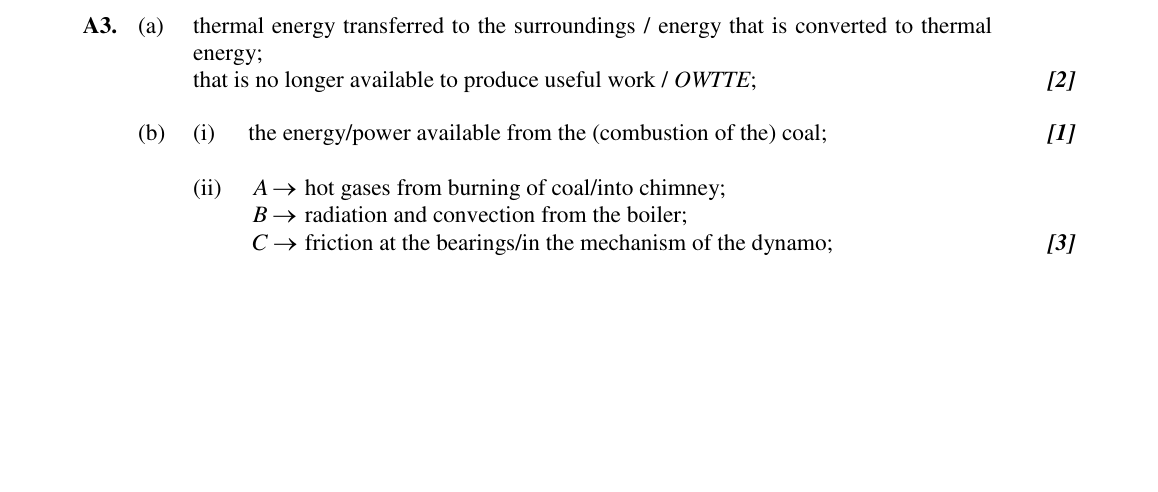 A3. (a) thermal energy transferred to the surroundings / energy that is converted to thermal
energy;
that is no longer available to produce useful work / OWTTE; [2]
(b) (i) the energy/power available from the (combustion of the) coal; [1]
(ii) A → hot gases from burning of coal/into chimney;
B → radiation and convection from the boiler;
C → friction at the bearings/in the mechanism of the dynamo; [3]